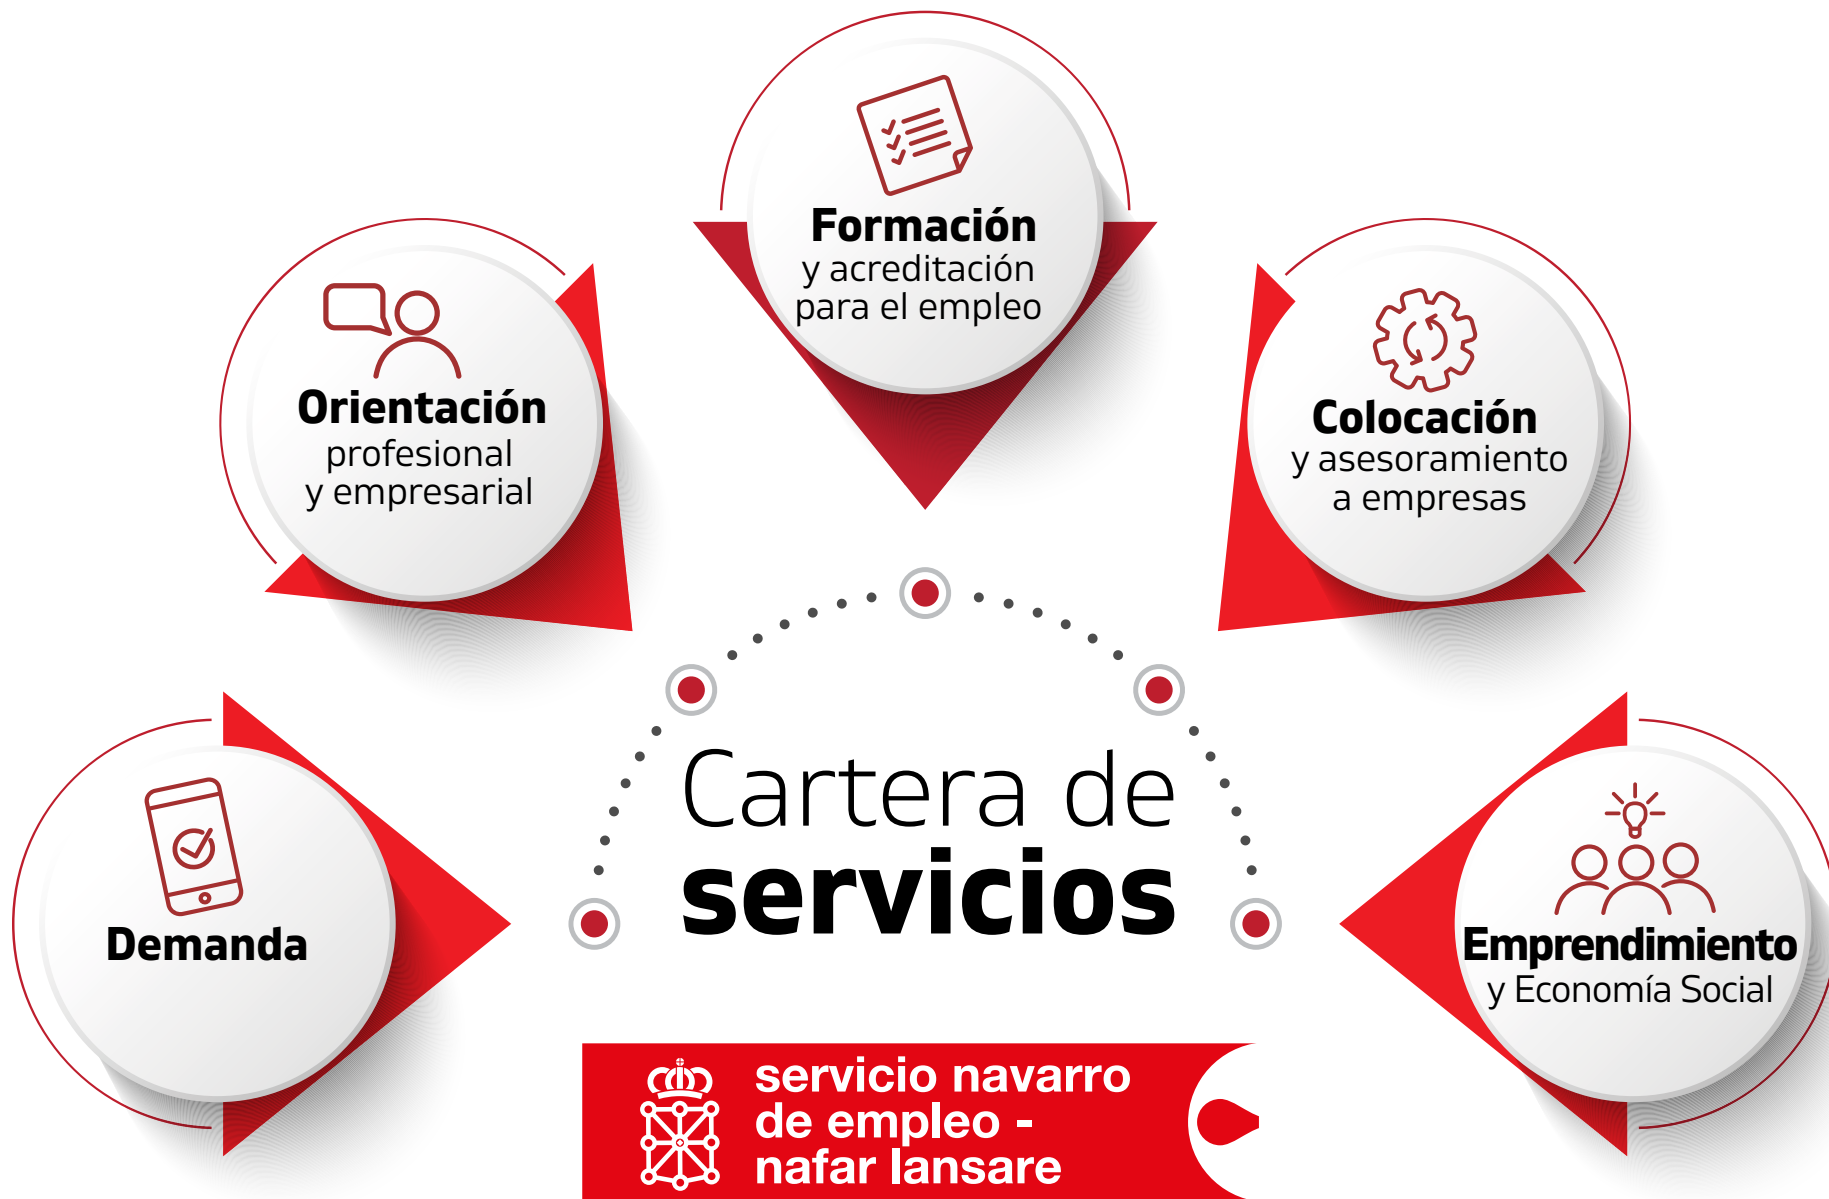 Formación
y acreditación
para el empleo
Orientación
profesional
y empresarial
Colocación
y asesoramiento
a empresas
Demanda
Cartera de
servicios
Emprendimiento
y Economía Social
servicio navarro
de empleo -
nafar lansare